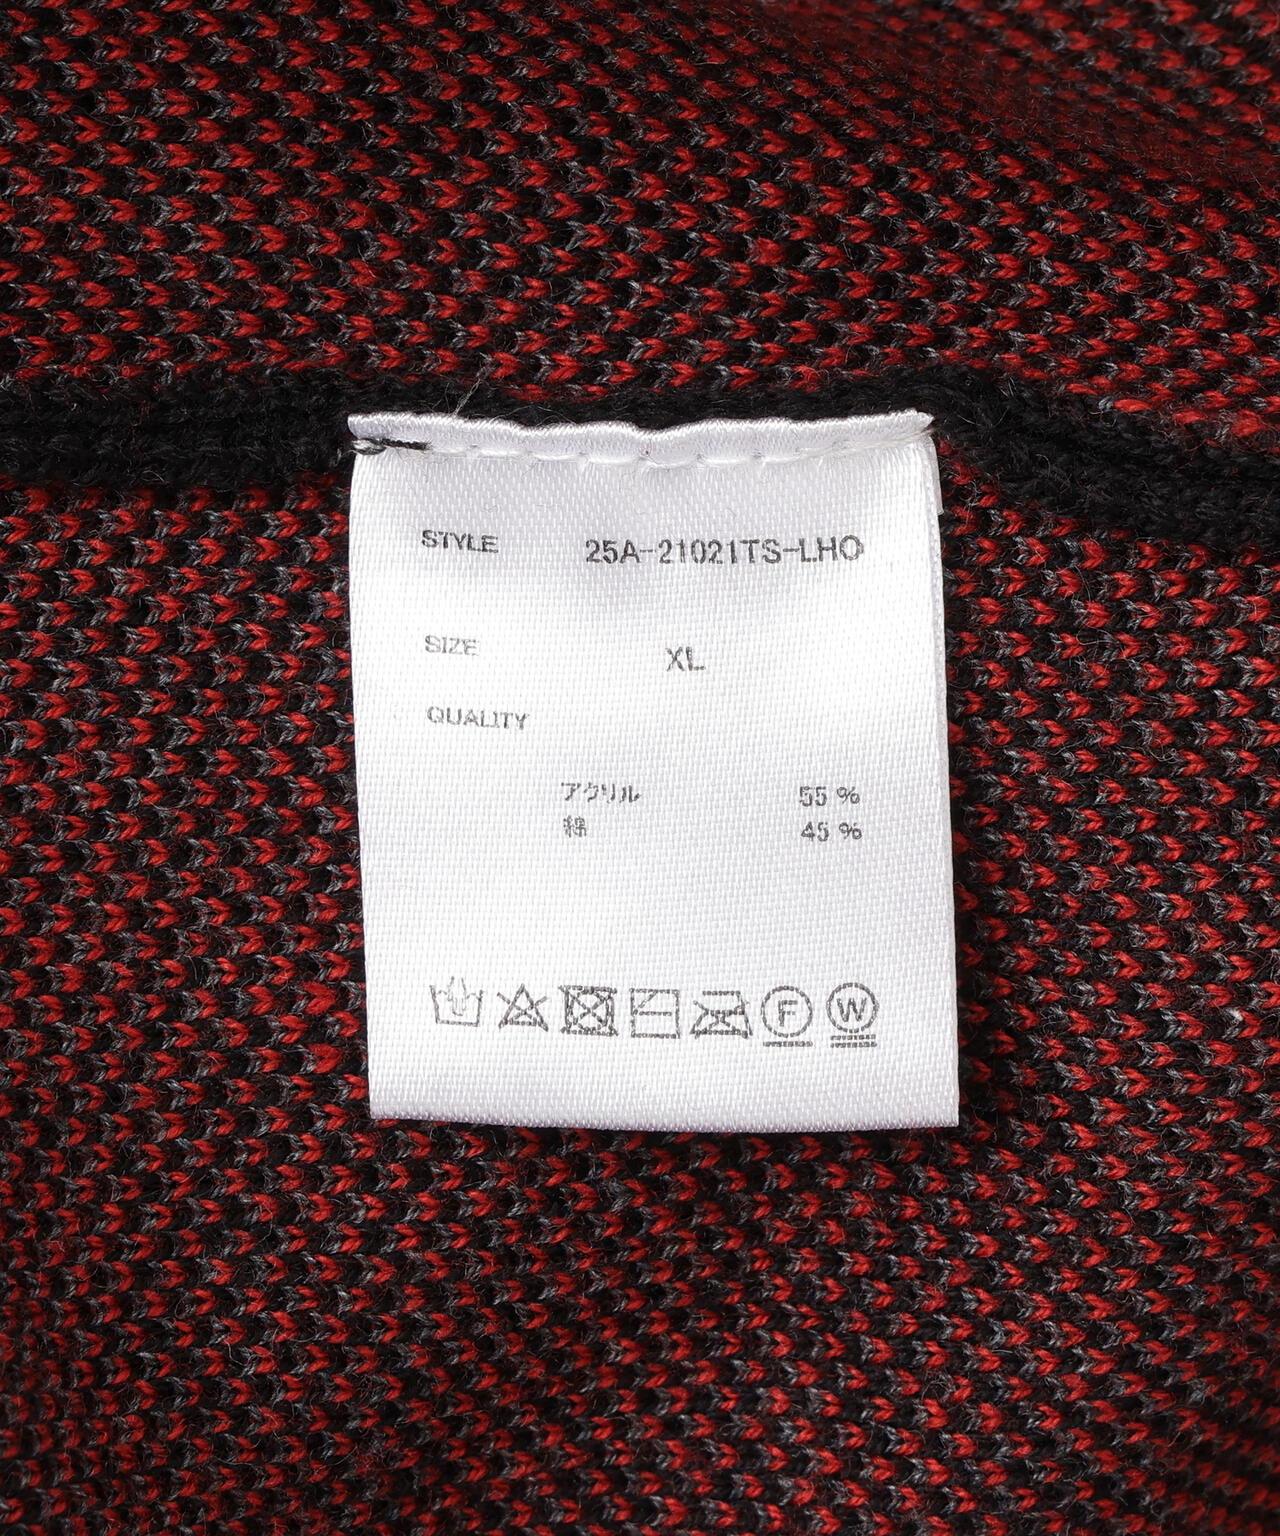 STYLE 25A-21021TS-LHO
SIZE XL
QUALITY
アクリル 55 %
綿 45 %
F W